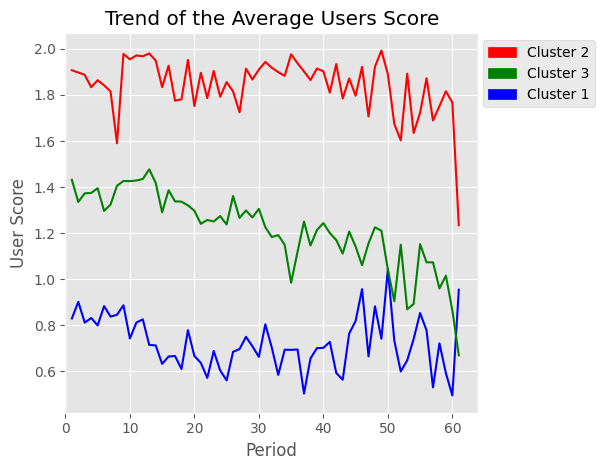 Trend of the Average Users Score
2.0
1.8
1.6
1.4
1.2
1.0
0.8
0.6
User Score
0 10 20 30 40 50 60
Period
Cluster 2
Cluster 3
Cluster 1